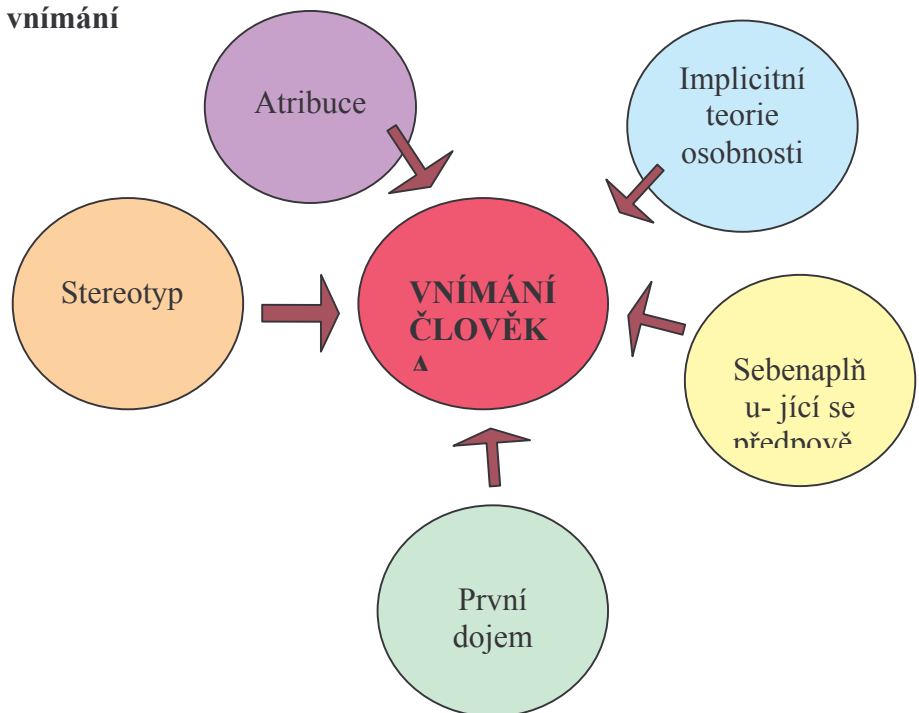 vnímání
Atribuce
Implicitní
teorie
osobnosti
Stereotyp
VNÍMÁNÍ
ČLOVĚK
A
Sebenaplň
u- jící se
předpově
První
dojem